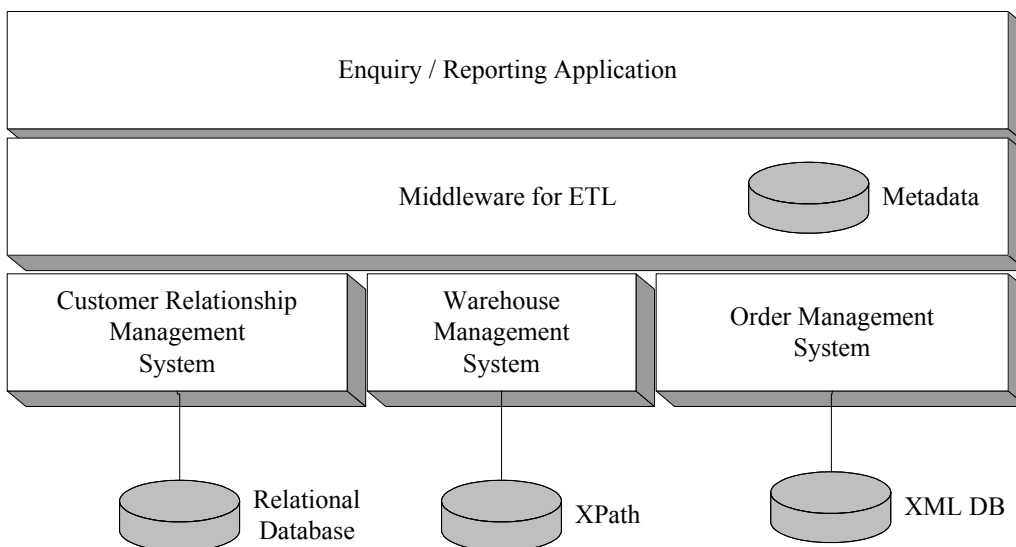 Enquiry / Reporting Application
Middleware for ETL
Metadata
Customer Relationship
Management
System
Warehouse
Management
System
Order Management
System
Relational
Database
XPath
XML DB